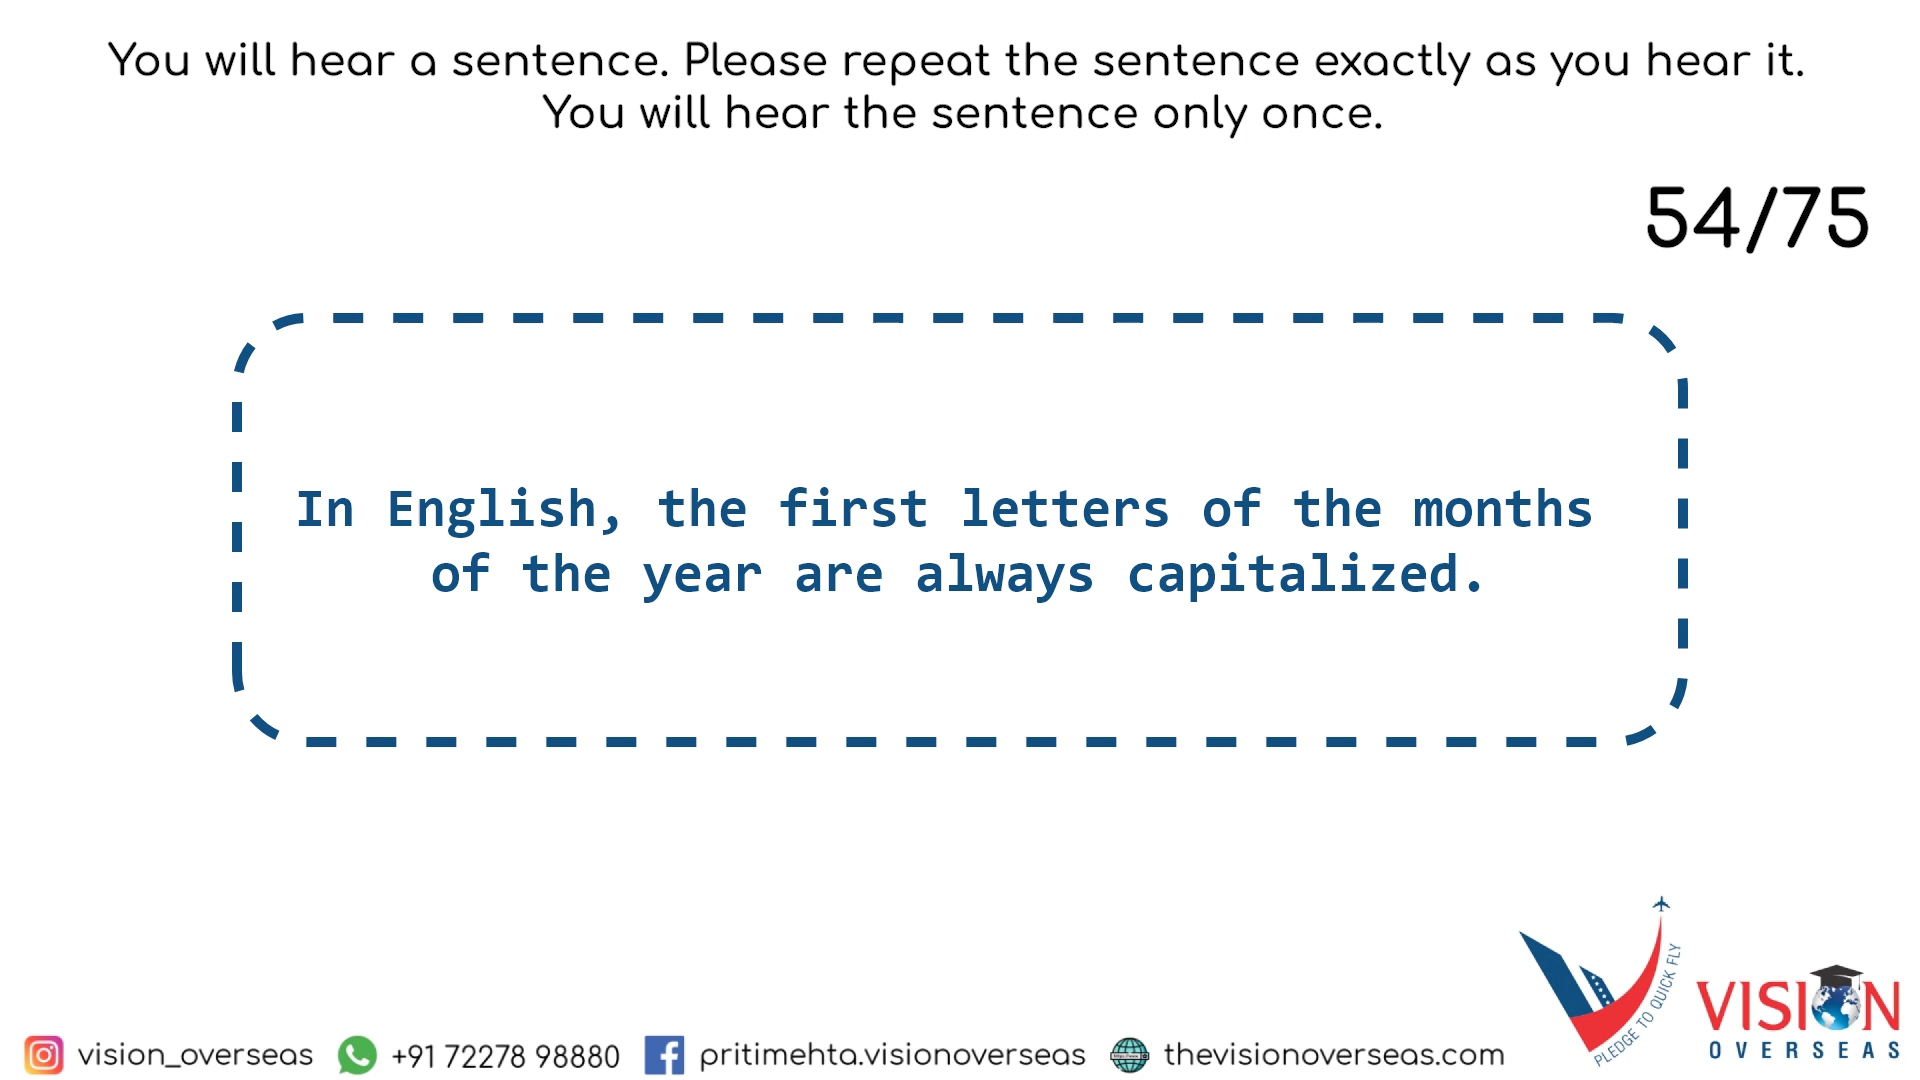 You will hear a sentence. Please repeat the sentence exactly as you hear it.
You will hear the sentence only once.
54/75
In English, the first letters of the months
of the year are always capitalized.
PLEDGE TO QUICK FLY
VISION
OVERSEAS
vision_overseas
+91 72278 98880
pritimehta.visionoverseas
thevisionoverseas.com